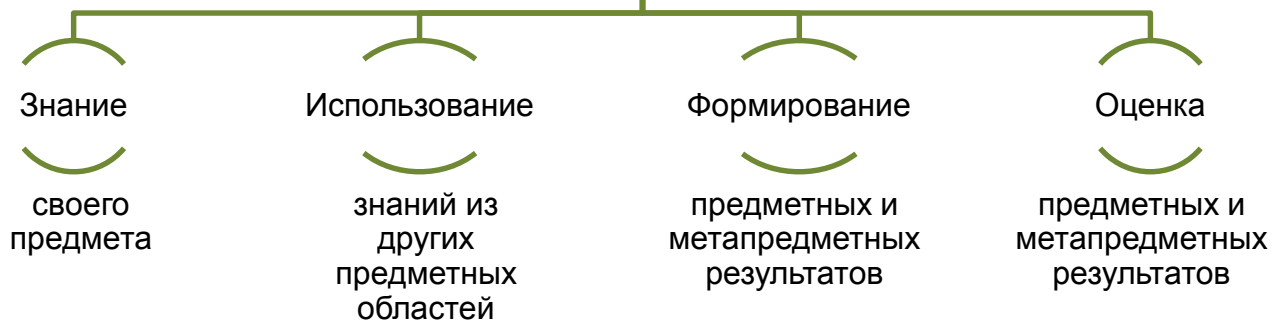 Знание
своего
предмета
Использование
знаний из
других
предметных
областей
Формирование
предметных и
метапредметных
результатов
Оценка
предметных и
метапредметных
результатов